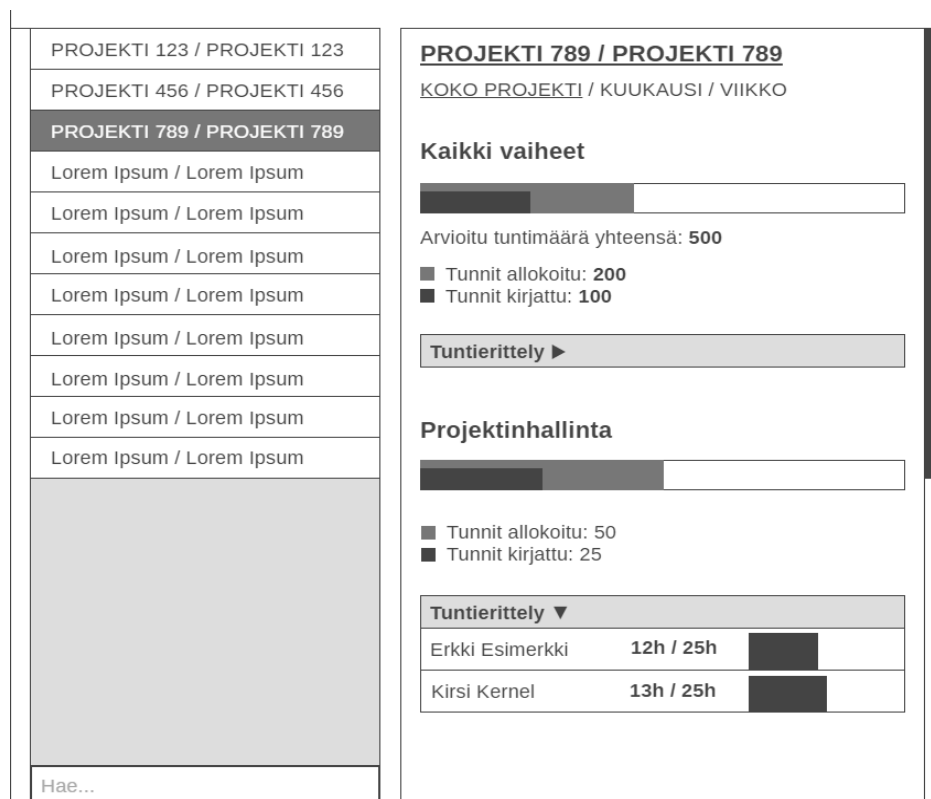 PROJEKTI 123 / PROJEKTI 123
PROJEKTI 456 / PROJEKTI 456
PROJEKTI 789 / PROJEKTI 789
Lorem Ipsum / Lorem Ipsum
Lorem Ipsum / Lorem Ipsum
Lorem Ipsum / Lorem Ipsum
Lorem Ipsum / Lorem Ipsum
Lorem Ipsum / Lorem Ipsum
Lorem Ipsum / Lorem Ipsum
Lorem Ipsum / Lorem Ipsum
Lorem Ipsum / Lorem Ipsum
Hae...
PROJEKTI 789 / PROJEKTI 789
KOKO PROJEKTI / KUUKAUSI / VIIKKO
Kaikki vaiheet
Arvioitu tuntimäärä yhteensä: 500
Tunnit allokoitu: 200
Tunnit kirjattu: 100
Tuntierittely ▶
Projektinhallinta
Tunnit allokoitu: 50
Tunnit kirjattu: 25
Tuntierittely ▼
Erkki Esimerkki 12h / 25h
Kirsi Kernel 13h / 25h